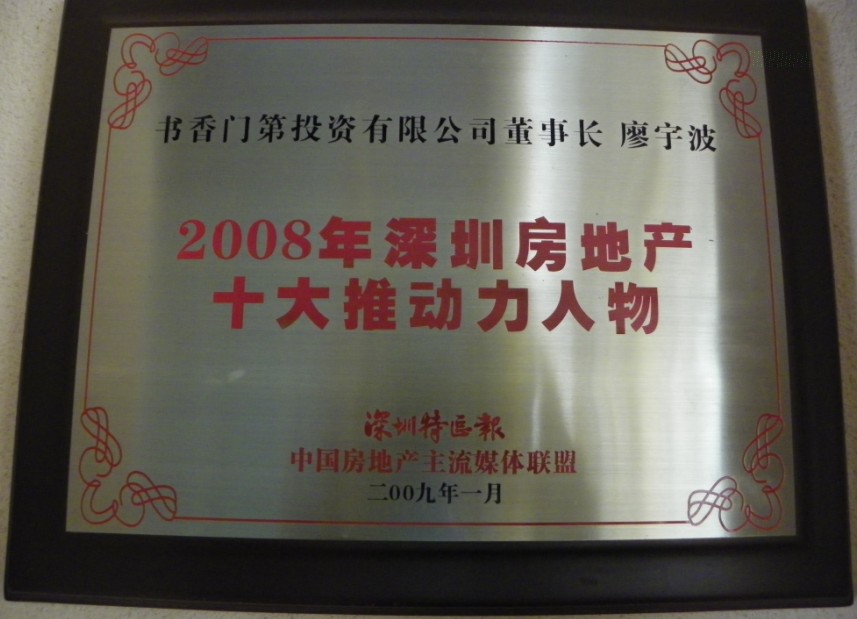 书香门第投资有限公司董事长 廖宇波
2008年深圳房地产
十大推动力人物
深圳特区報
中国房地产主流媒体联盟
二00九年一月